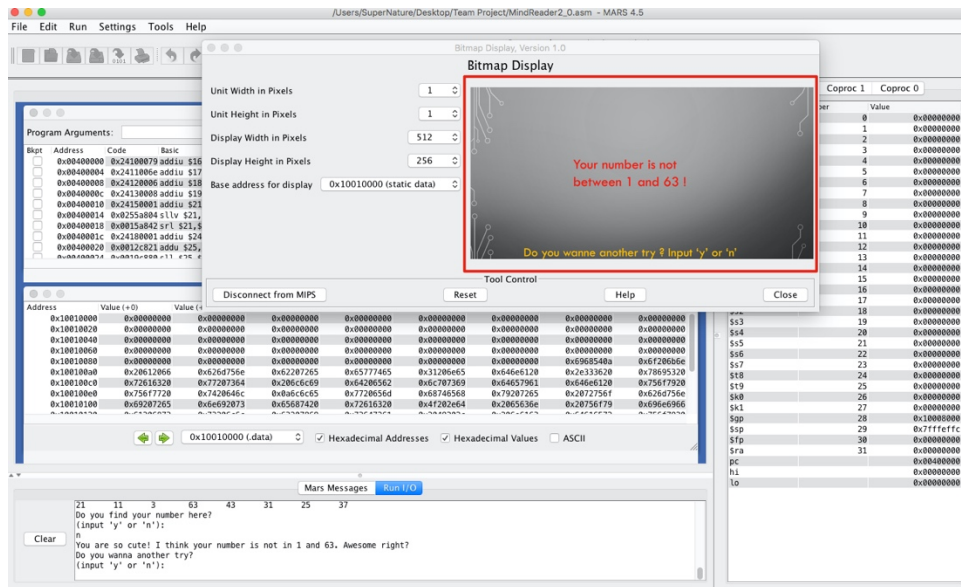 /Users/SuperNature/Desktop/Team Project/MindReader2_0.asm - MARS 4.5
File Edit Run Settings Tools Help
Bitmap Display, Version 1.0
Bitmap Display
Unit Width in Pixels 1
Unit Height in Pixels 1
Display Width in Pixels 512
Display Height in Pixels 256
Base address for display 0x10010000 (static data)
Your number is not
between 1 and 63 !
Do you wanne another try ? Input 'y' or 'n'
Tool Control
Disconnect from MIPS Reset Help Close
Coproc 1 Coproc 0
Value
0 0x00000000
1 0x00000000
2 0x00000000
3 0x00000000
4 0x00000000
5 0x00000000
6 0x00000000
7 0x00000000
8 0x00000000
9 0x00000000
10 0x00000000
11 0x00000000
12 0x00000000
13 0x00000000
14 0x00000000
15 0x00000000
16 0x00000000
17 0x00000000
18 0x00000000
$s3 19 0x00000000
$s4 20 0x00000000
$s5 21 0x00000000
$s6 22 0x00000000
$s7 23 0x00000000
$t8 24 0x00000000
$t9 25 0x00000000
$k0 26 0x00000000
$k1 27 0x00000000
$gp 28 0x10008000
$sp 29 0x7fffeffc
$fp 30 0x00000000
$ra 31 0x00000000
pc 0x00400000
hi 0x00000000
lo 0x00000000
Program Arguments:
Bkpt Address Code Basic
0x00400000 0x24100079 addiu $16
0x00400004 0x2411006e addiu $17
0x00400008 0x24120006 addiu $18
0x0040000c 0x24130008 addiu $19
0x00400010 0x24150001 addiu $21
0x00400014 0x0255a804 sllv $21,
0x00400018 0x0015a842 srl $21,$
0x0040001c 0x24180001 addiu $24
0x00400020 0x0012c821 addu $25,
Address Value (+0)
0x10010000 0x00000000 0x00000000 0x00000000 0x00000000 0x00000000 0x00000000 0x00000000 0x00000000
0x10010020 0x00000000 0x00000000 0x00000000 0x00000000 0x00000000 0x00000000 0x00000000 0x00000000
0x10010040 0x00000000 0x00000000 0x00000000 0x00000000 0x00000000 0x00000000 0x00000000 0x00000000
0x10010060 0x00000000 0x00000000 0x00000000 0x00000000 0x00000000 0x00000000 0x00000000 0x00000000
0x10010080 0x00000000 0x00000000 0x00000000 0x00000000 0x00000000 0x00000000 0x6968540a 0x6f206b6e
0x100100a0 0x20612066 0x626d756e 0x62207265 0x65777465 0x31206e65 0x646e6120 0x2e333620 0x78695320
0x100100c0 0x72616320 0x77207364 0x206c6c69 0x64206562 0x6c707369 0x64657961 0x646e6120 0x756f7920
0x100100e0 0x756f7720 0x7420646c 0x0a6c6c65 0x7720656d 0x68746568 0x79207265 0x2072756f 0x626d756e
0x10010100 0x69207265 0x6e692073 0x65687420 0x72616320 0x4f202e64 0x2065636e 0x20756f79 0x696e6966
0x10010000 (.data) Hexadecimal Addresses Hexadecimal Values ASCII
Mars Messages Run I/O
Clear
21 11 3 63 43 31 25 37
Do you find your number here?
(input 'y' or 'n'):
n
You are so cute! I think your number is not in 1 and 63. Awesome right?
Do you wanna another try?
(input 'y' or 'n'):